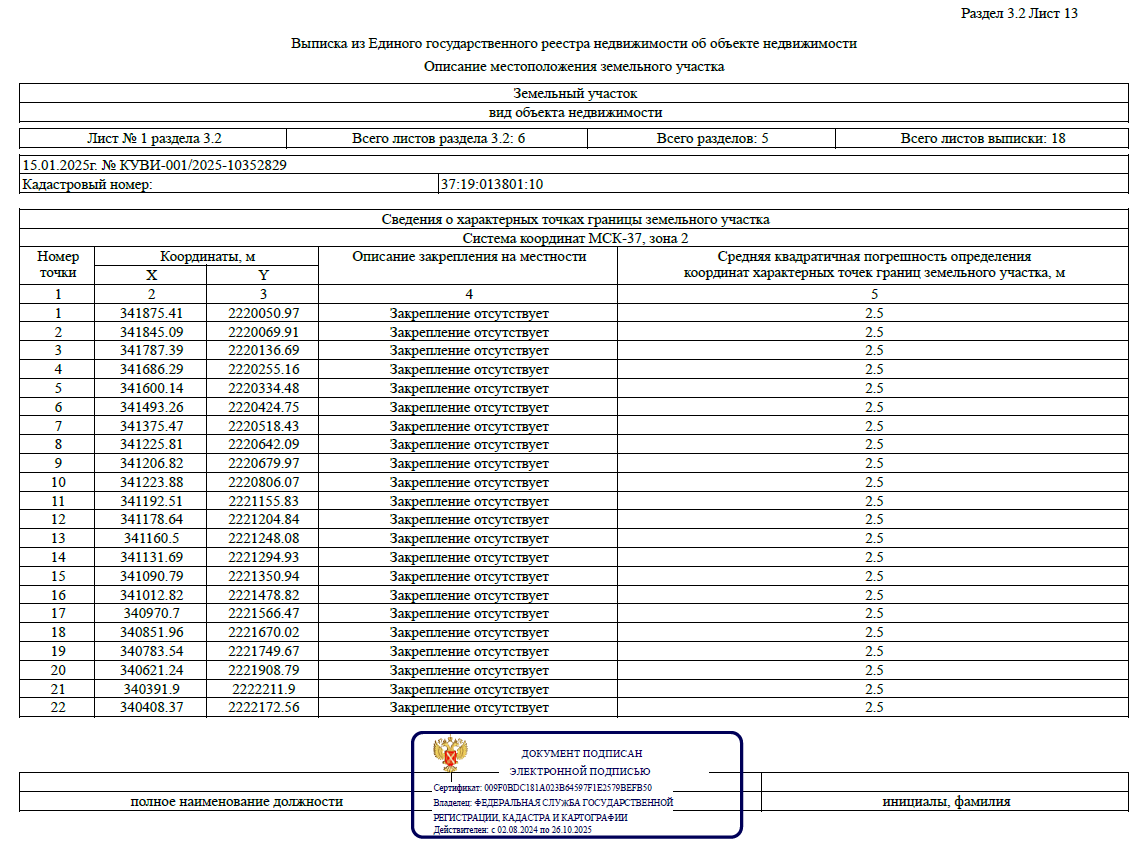 Раздел 3.2 Лист 13
Выписка из Единого государственного реестра недвижимости об объекте недвижимости
Описание местоположения земельного участка
Земельный участок
вид объекта недвижимости
Лист № 1 раздела 3.2 Всего листов раздела 3.2: 6 Всего разделов: 5 Всего листов выписки: 18
15.01.2025г. № КУВИ-001/2025-10352829
Кадастровый номер: 37:19:013801:10
Сведения о характерных точках границы земельного участка
Система координат МСК-37, зона 2
Номер точки Координаты, м Описание закрепления на местности Средняя квадратичная погрешность определения координат характерных точек границ земельного участка, м
X Y
1 2 3 4 5
1 341875.41 2220050.97 Закрепление отсутствует 2.5
2 341845.09 2220069.91 Закрепление отсутствует 2.5
3 341787.39 2220136.69 Закрепление отсутствует 2.5
4 341686.29 2220255.16 Закрепление отсутствует 2.5
5 341600.14 2220334.48 Закрепление отсутствует 2.5
6 341493.26 2220424.75 Закрепление отсутствует 2.5
7 341375.47 2220518.43 Закрепление отсутствует 2.5
8 341225.81 2220642.09 Закрепление отсутствует 2.5
9 341206.82 2220679.97 Закрепление отсутствует 2.5
10 341223.88 2220806.07 Закрепление отсутствует 2.5
11 341192.51 2221155.83 Закрепление отсутствует 2.5
12 341178.64 2221204.84 Закрепление отсутствует 2.5
13 341160.5 2221248.08 Закрепление отсутствует 2.5
14 341131.69 2221294.93 Закрепление отсутствует 2.5
15 341090.79 2221350.94 Закрепление отсутствует 2.5
16 341012.82 2221478.82 Закрепление отсутствует 2.5
17 340970.7 2221566.47 Закрепление отсутствует 2.5
18 340851.96 2221670.02 Закрепление отсутствует 2.5
19 340783.54 2221749.67 Закрепление отсутствует 2.5
20 340621.24 2221908.79 Закрепление отсутствует 2.5
21 340391.9 2222211.9 Закрепление отсутствует 2.5
22 340408.37 2222172.56 Закрепление отсутствует 2.5
ДОКУМЕНТ ПОДПИСАН
ЭЛЕКТРОННОЙ ПОДПИСЬЮ
Сертификат: 009F0BDC181A023B64597F1E2579BEFB50
Владелец: ФЕДЕРАЛЬНАЯ СЛУЖБА ГОСУДАРСТВЕННОЙ
РЕГИСТРАЦИИ, КАДАСТРА И КАРТОГРАФИИ
Действителен: с 02.08.2024 по 26.10.2025
полное наименование должности инициалы, фамилия